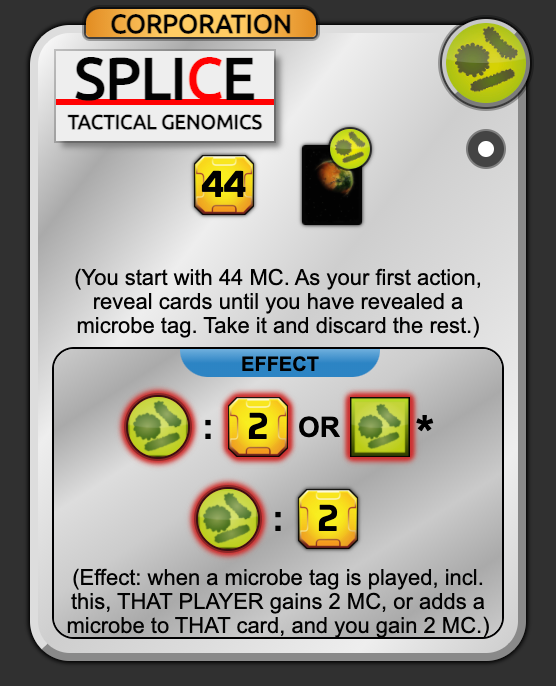 CORPORATION
SPLICE
TACTICAL GENOMICS
44
(You start with 44 MC. As your first action,
reveal cards until you have revealed a
microbe tag. Take it and discard the rest.)
EFFECT
: 2 OR *
: 2
(Effect: when a microbe tag is played, incl.
this, THAT PLAYER gains 2 MC, or adds a
microbe to THAT card, and you gain 2 MC.)